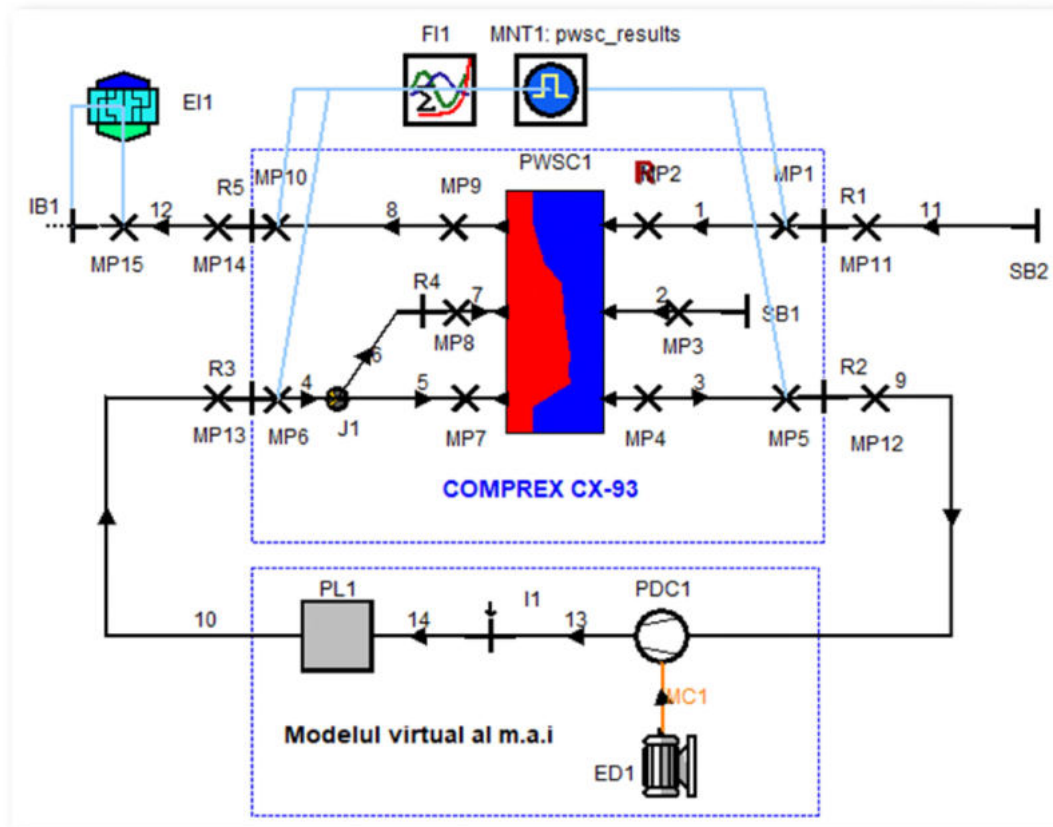 FI1 MNT1: pwsc_results
EI1
PWSC1
R5 MP10 MP9 R MP2 MP1 R1
IB1 12 8 1 11
MP15 MP14 MP11 SB2
R4 7 2 SB1
MP8 MP3
6
R3 4 5 3 R2 9
MP13 MP6 J1 MP7 MP4 MP5 MP12
COMPREX CX-93
PL1 I1 PDC1
10 14 13
MC1
Modelul virtual al m.a.i
ED1